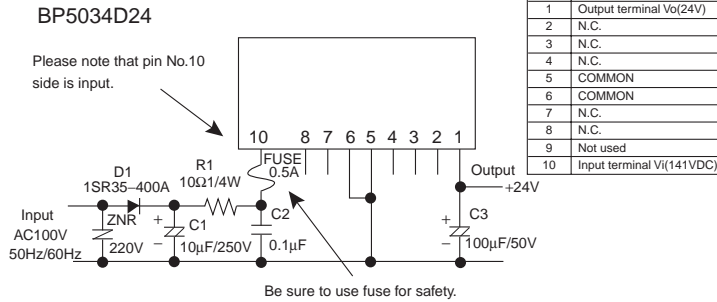 BP5034D24
Please note that pin No.10
side is input.
10 8 7 6 5 4 3 2 1
FUSE
0.5A
D1
1SR35–400A
R1
10Ω1/4W
Output
+24V
Input
AC100V
50Hz/60Hz
ZNR
220V
+
–
C1
10μF/250V
C2
0.1μF
+
–
C3
100μF/50V
Be sure to use fuse for safety.
1 Output terminal Vo(24V)
2 N.C.
3 N.C.
4 N.C.
5 COMMON
6 COMMON
7 N.C.
8 N.C.
9 Not used
10 Input terminal Vi(141VDC)